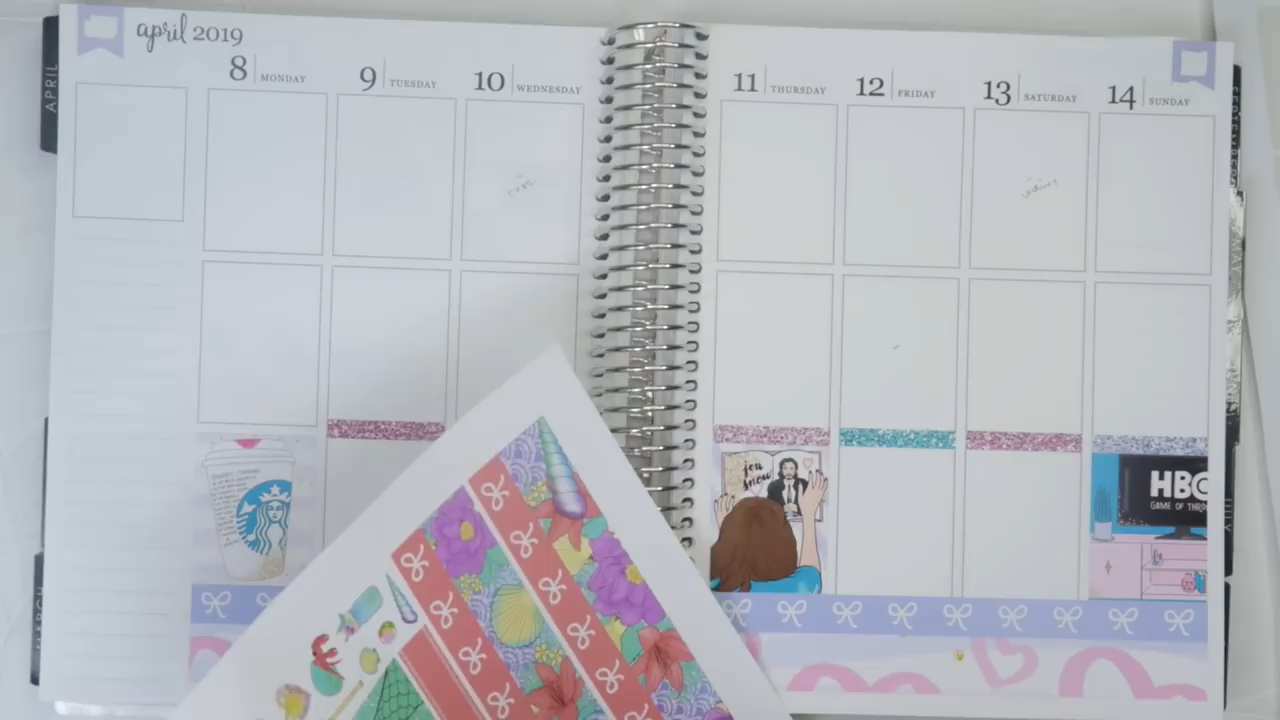 april 2019
8 MONDAY
9 TUESDAY
10 WEDNESDAY
11 THURSDAY
12 FRIDAY
13 SATURDAY
14 SUNDAY
APRIL
MARCH
SEPTEMBER
MAY
JULY
jon
snow
HBO
GAME OF THRO